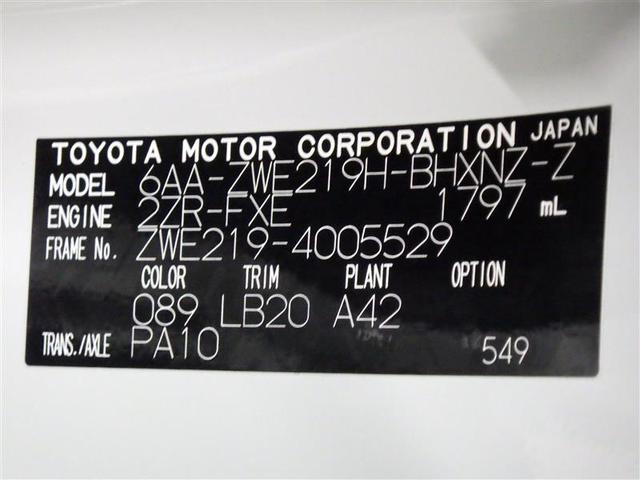 TOYOTA MOTOR CORPORATION JAPAN
MODEL 6AA-ZWE219H-BHXNZ-Z
ENGINE 2ZR-FXE 1797 mL
FRAME No. ZWE219-4005529
COLOR TRIM PLANT OPTION
089 LB20 A42
TRANS./AXLE PA10 549